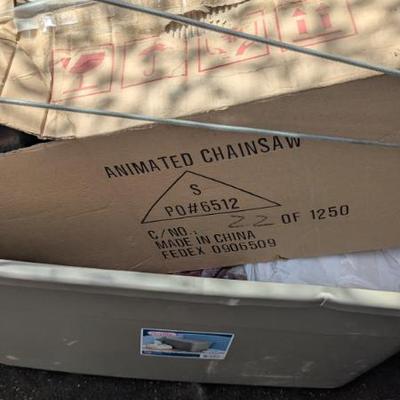 ANIMATED CHAINSAW
S
PO#6512
C/NO.: 22 OF 1250
MADE IN CHINA
FEDEX 0906509